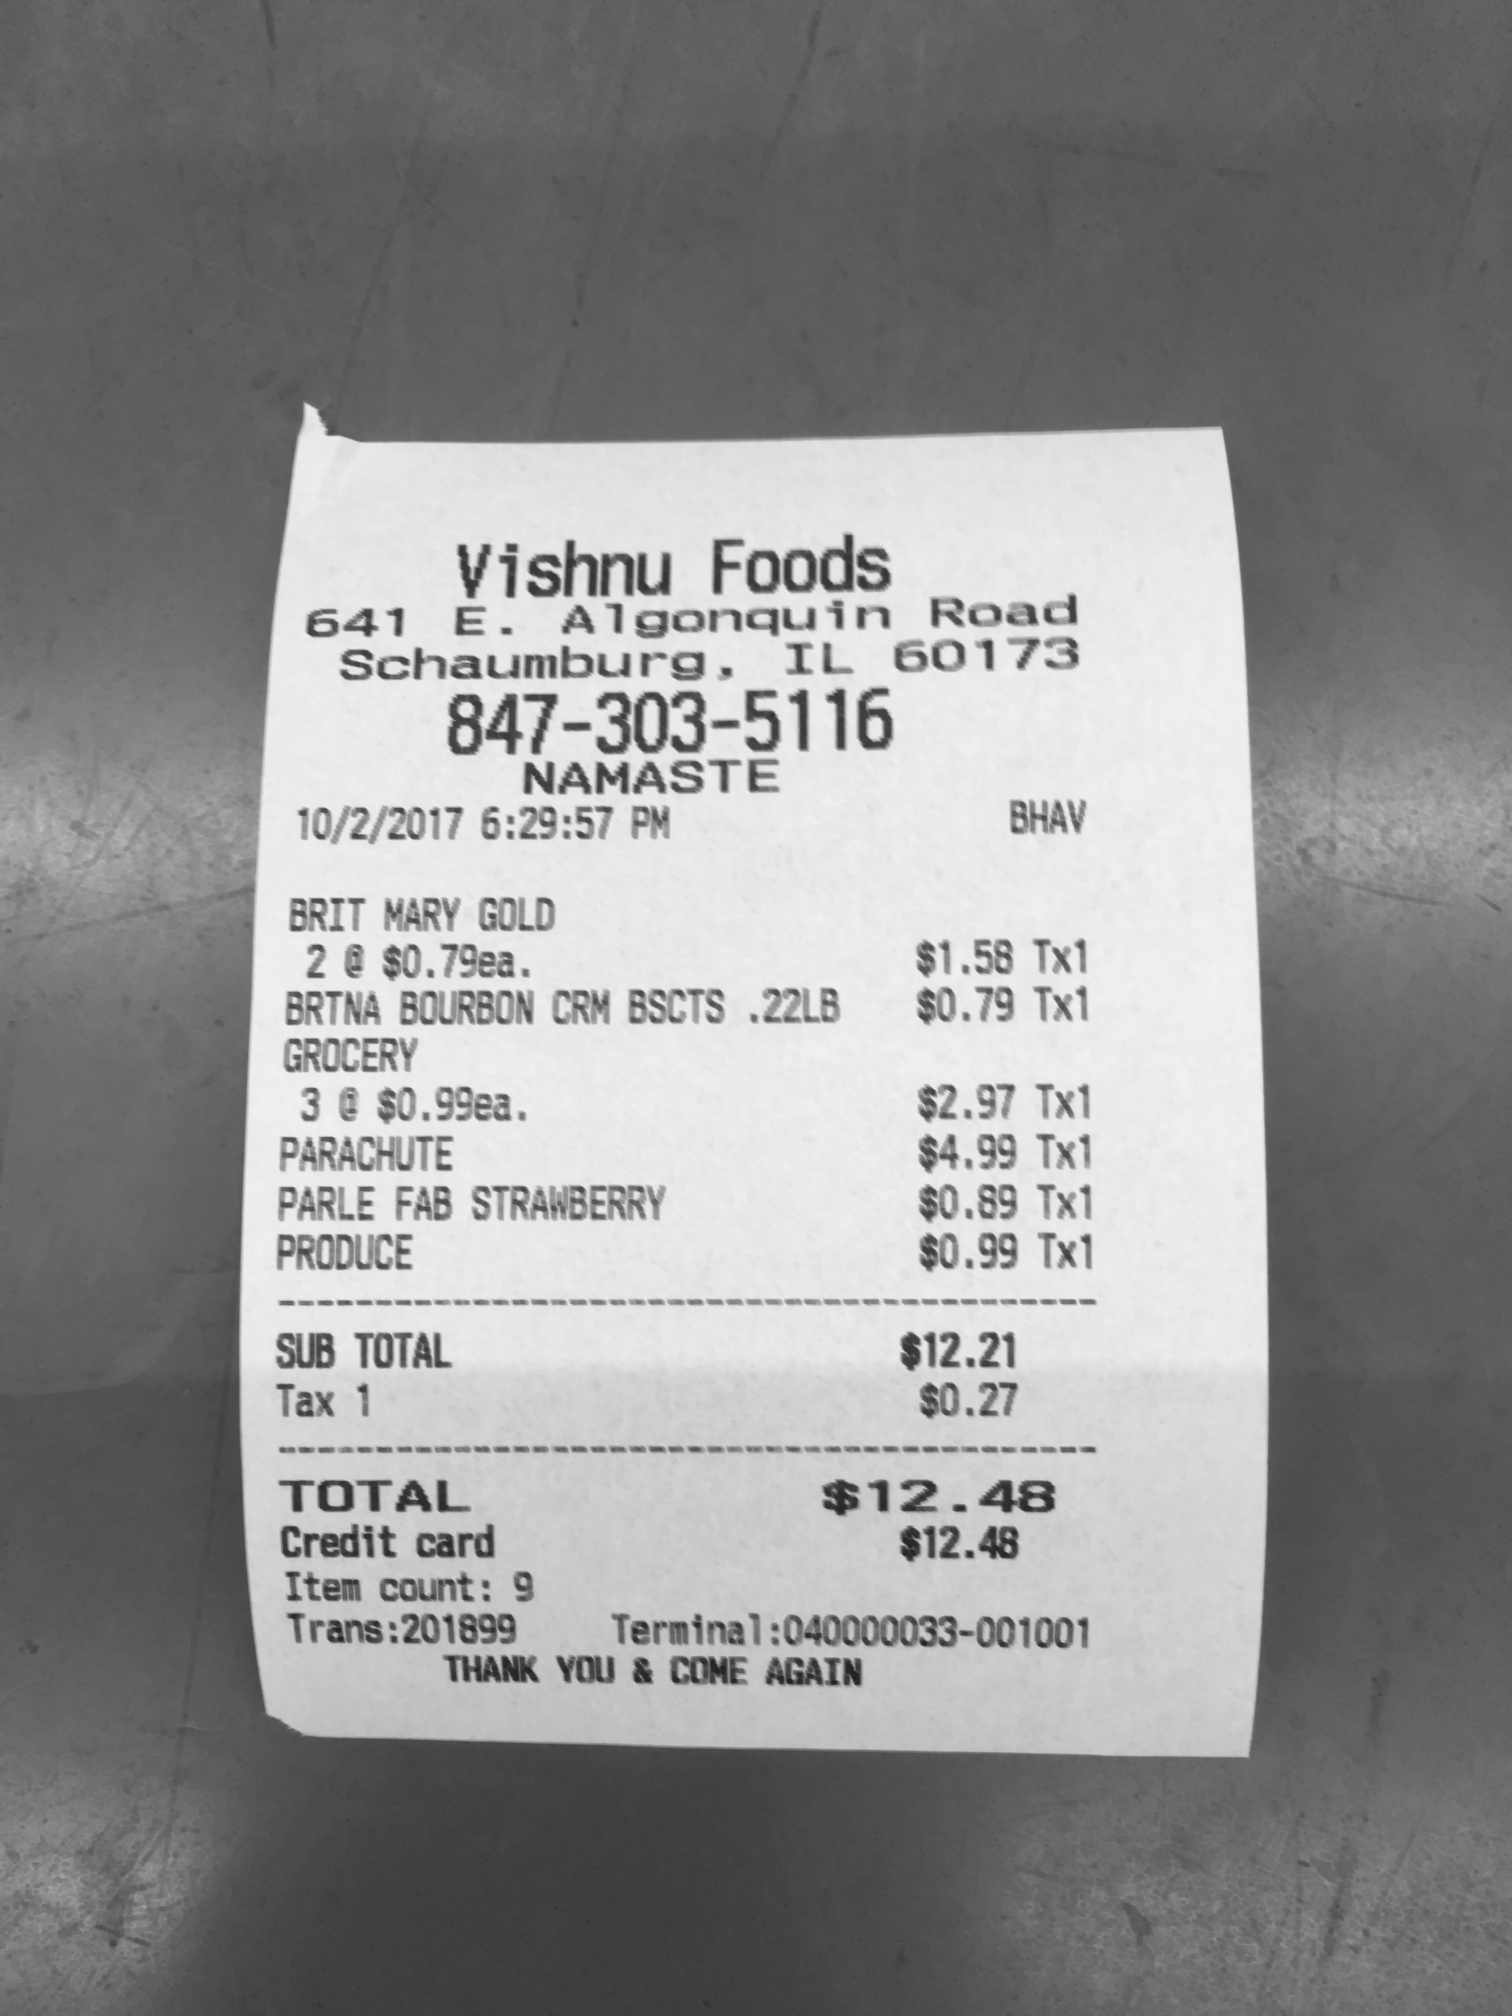 Vishnu Foods
641 E. Algonquin Road
Schaumburg, IL 60173
847-303-5116
NAMASTE
10/2/2017 6:29:57 PM BHAV
BRIT MARY GOLD
2 @ $0.79ea. $1.58 Tx1
BRTNA BOURBON CRM BSCTS .22LB $0.79 Tx1
GROCERY
3 @ $0.99ea. $2.97 Tx1
PARACHUTE $4.99 Tx1
PARLE FAB STRAWBERRY $0.89 Tx1
PRODUCE $0.99 Tx1
SUB TOTAL $12.21
Tax 1 $0.27
TOTAL $12.48
Credit card $12.48
Item count: 9
Trans:201899 Terminal:040000033-001001
THANK YOU & COME AGAIN